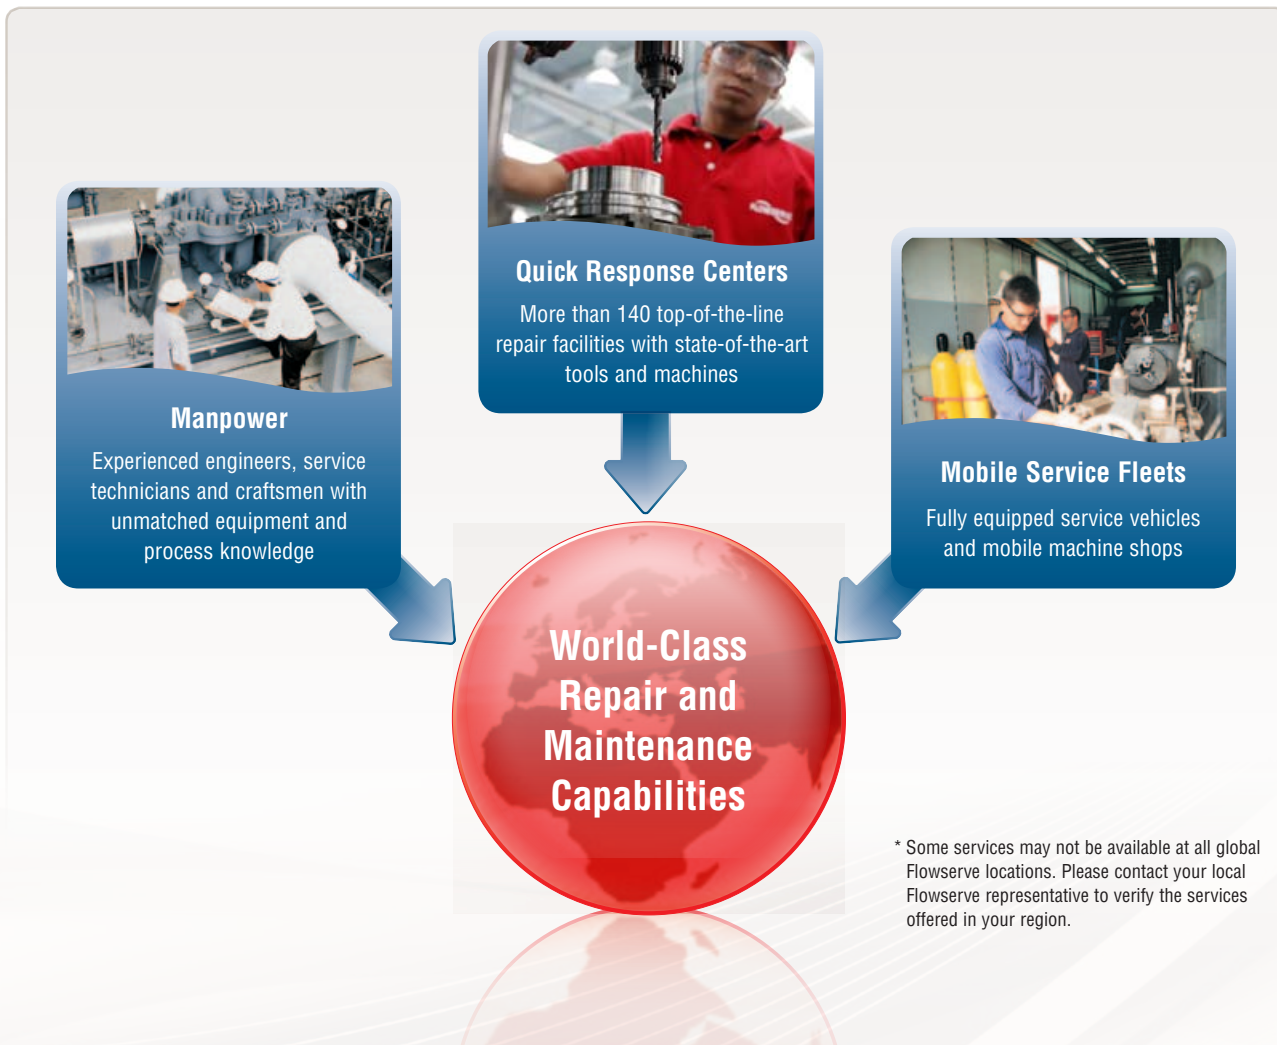 Quick Response Centers
More than 140 top-of-the-line
repair facilities with state-of-the-art
tools and machines
Manpower
Experienced engineers, service
technicians and craftsmen with
unmatched equipment and
process knowledge
Mobile Service Fleets
Fully equipped service vehicles
and mobile machine shops
World-Class
Repair and
Maintenance
Capabilities
* Some services may not be available at all global
Flowserve locations. Please contact your local
Flowserve representative to verify the services
offered in your region.